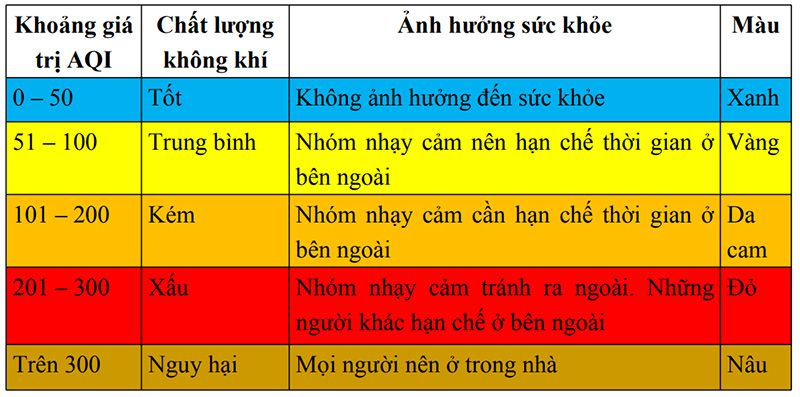 Khoảng giá trị AQI	Chất lượng không khí	Ảnh hưởng sức khỏe	Màu
0 – 50	Tốt	Không ảnh hưởng đến sức khỏe	Xanh
51 – 100	Trung bình	Nhóm nhạy cảm nên hạn chế thời gian ở bên ngoài	Vàng
101 – 200	Kém	Nhóm nhạy cảm cần hạn chế thời gian ở bên ngoài	Da cam
201 – 300	Xấu	Nhóm nhạy cảm tránh ra ngoài. Những người khác hạn chế ở bên ngoài	Đỏ
Trên 300	Nguy hại	Mọi người nên ở trong nhà	Nâu